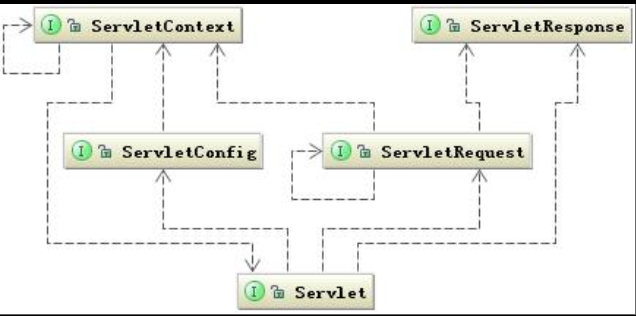 I ServletContext
I ServletResponse
I ServletConfig
I ServletRequest
I Servlet